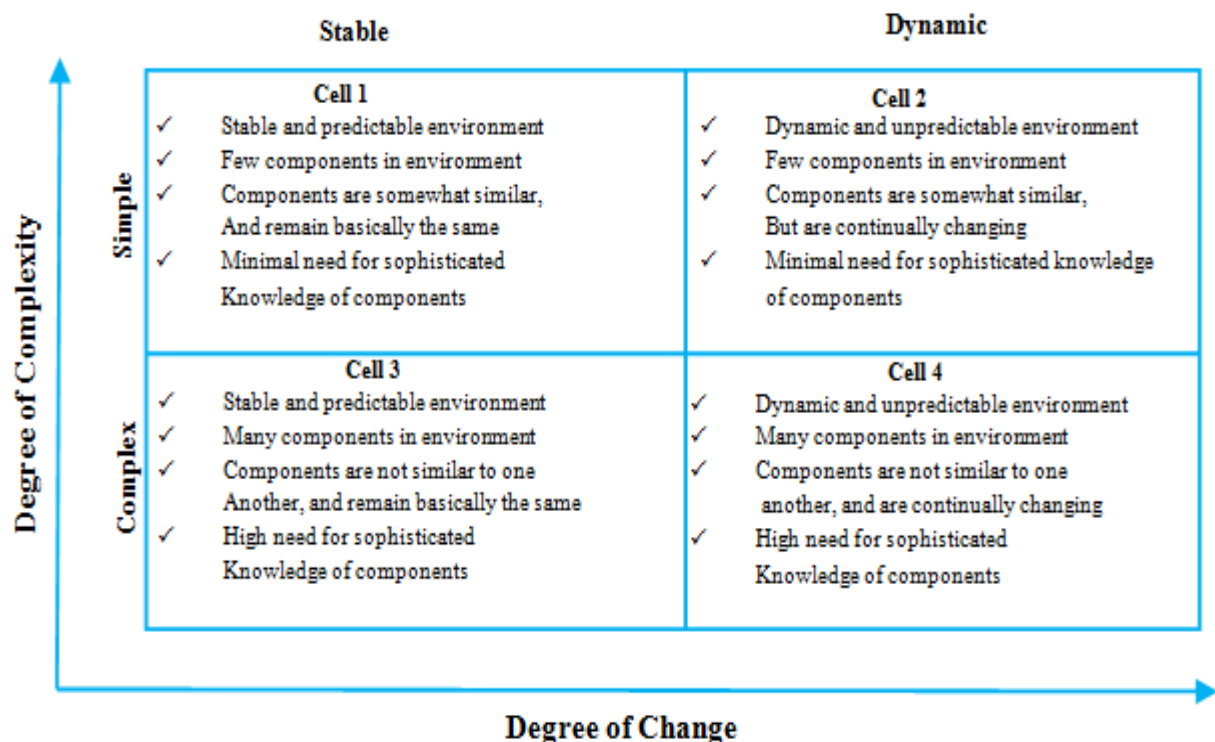 Stable
Dynamic
Degree of Complexity
Simple
Cell 1
✓ Stable and predictable environment
✓ Few components in environment
✓ Components are somewhat similar,
And remain basically the same
✓ Minimal need for sophisticated
Knowledge of components
Cell 2
✓ Dynamic and unpredictable environment
✓ Few components in environment
✓ Components are somewhat similar,
But are continually changing
✓ Minimal need for sophisticated knowledge
of components
Complex
Cell 3
✓ Stable and predictable environment
✓ Many components in environment
✓ Components are not similar to one
Another, and remain basically the same
✓ High need for sophisticated
Knowledge of components
Cell 4
✓ Dynamic and unpredictable environment
✓ Many components in environment
✓ Components are not similar to one
another, and are continually changing
✓ High need for sophisticated
Knowledge of components
Degree of Change